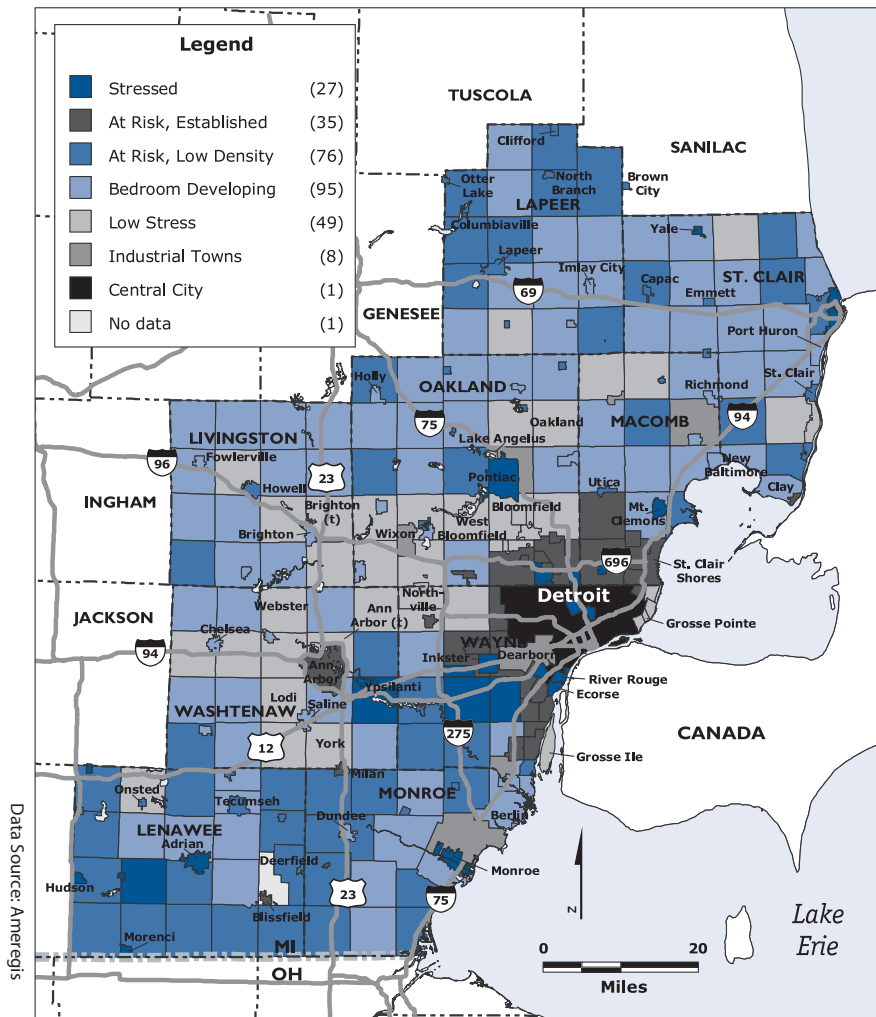 Legend
Stressed (27)
At Risk, Established (35)
At Risk, Low Density (76)
Bedroom Developing (95)
Low Stress (49)
Industrial Towns (8)
Central City (1)
No data (1)
TUSCOLA
SANILAC
Clifford
Otter
Lake
North
Branch
Brown
City
LAPEER
Columbiaville
Yale
Lapeer
Imlay City
Capac
ST. CLAIR
Emmett
69
GENESEE
Port Huron
Holly
OAKLAND
Richmond
St. Clair
75
Oakland
MACOMB
94
LIVINGSTON
Lake Angelus
96
Fowlerville
23
Pontiac
New
Baltimore
Howell
Utica
Clay
INGHAM
Brighton
(t)
West
Bloomfield
Bloomfield
Mt.
Clemons
Brighton
Wixon
696
St. Clair
Shores
JACKSON
Webster
Ann
Arbor (t)
North-
ville
Detroit
Grosse Pointe
Chelsea
WAYNE
94
Ann
Arbor
Inkster
Dearborn
River Rouge
Ypsilanti
Ecorse
Lodi
Saline
WASHTENAW
275
CANADA
12
York
Grosse Ile
Milan
Onsted
MONROE
Tecumseh
Dundee
Berlin
LENAWEE
Adrian
Deerfield
Hudson
Monroe
23
75
Blissfield
Morenci
MI
OH
N
0 20
Miles
Lake
Erie
Data Source: Ameregis